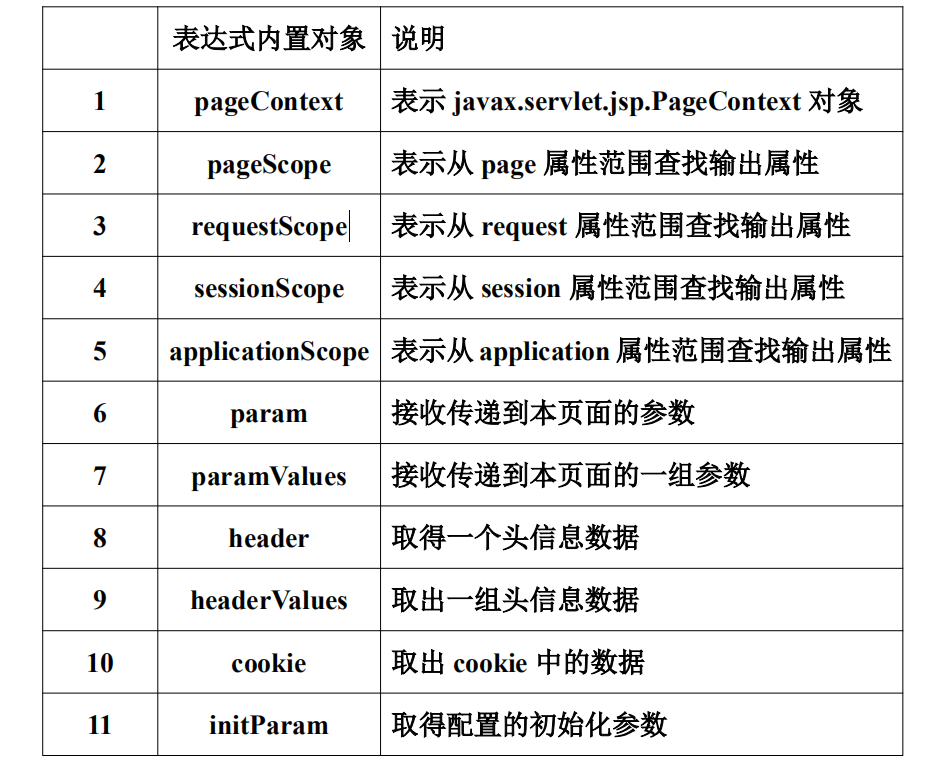 表达式内置对象 说明
1 pageContext 表示 javax.servlet.jsp.PageContext 对象
2 pageScope 表示从 page 属性范围查找输出属性
3 requestScope 表示从 request 属性范围查找输出属性
4 sessionScope 表示从 session 属性范围查找输出属性
5 applicationScope 表示从 application 属性范围查找输出属性
6 param 接收传递到本页面的参数
7 paramValues 接收传递到本页面的一组参数
8 header 取得一个头信息数据
9 headerValues 取出一组头信息数据
10 cookie 取出 cookie 中的数据
11 initParam 取得配置的初始化参数